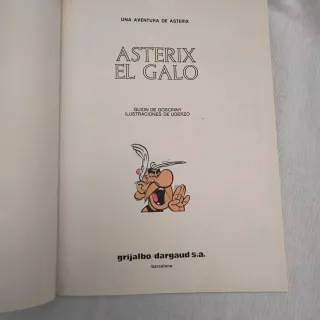 UNA AVENTURA DE ASTERIX
ASTERIX
EL GALO
GUION DE GOSCINNY
ILUSTRACIONES DE UDERZO
grijalbo/dargaud s.a.
barcelona